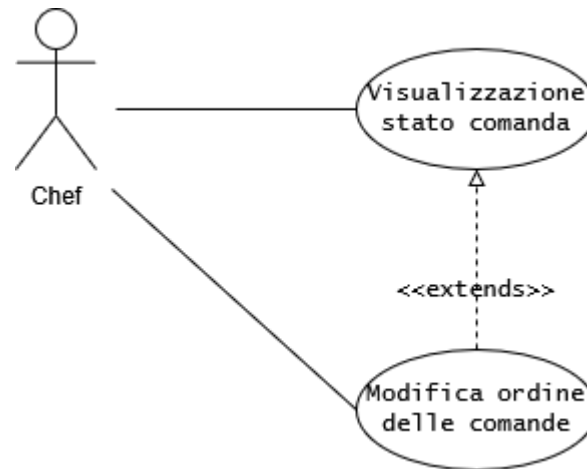 Visualizzazione
stato comanda
Chef
<<extends>>
Modifica ordine
delle comande